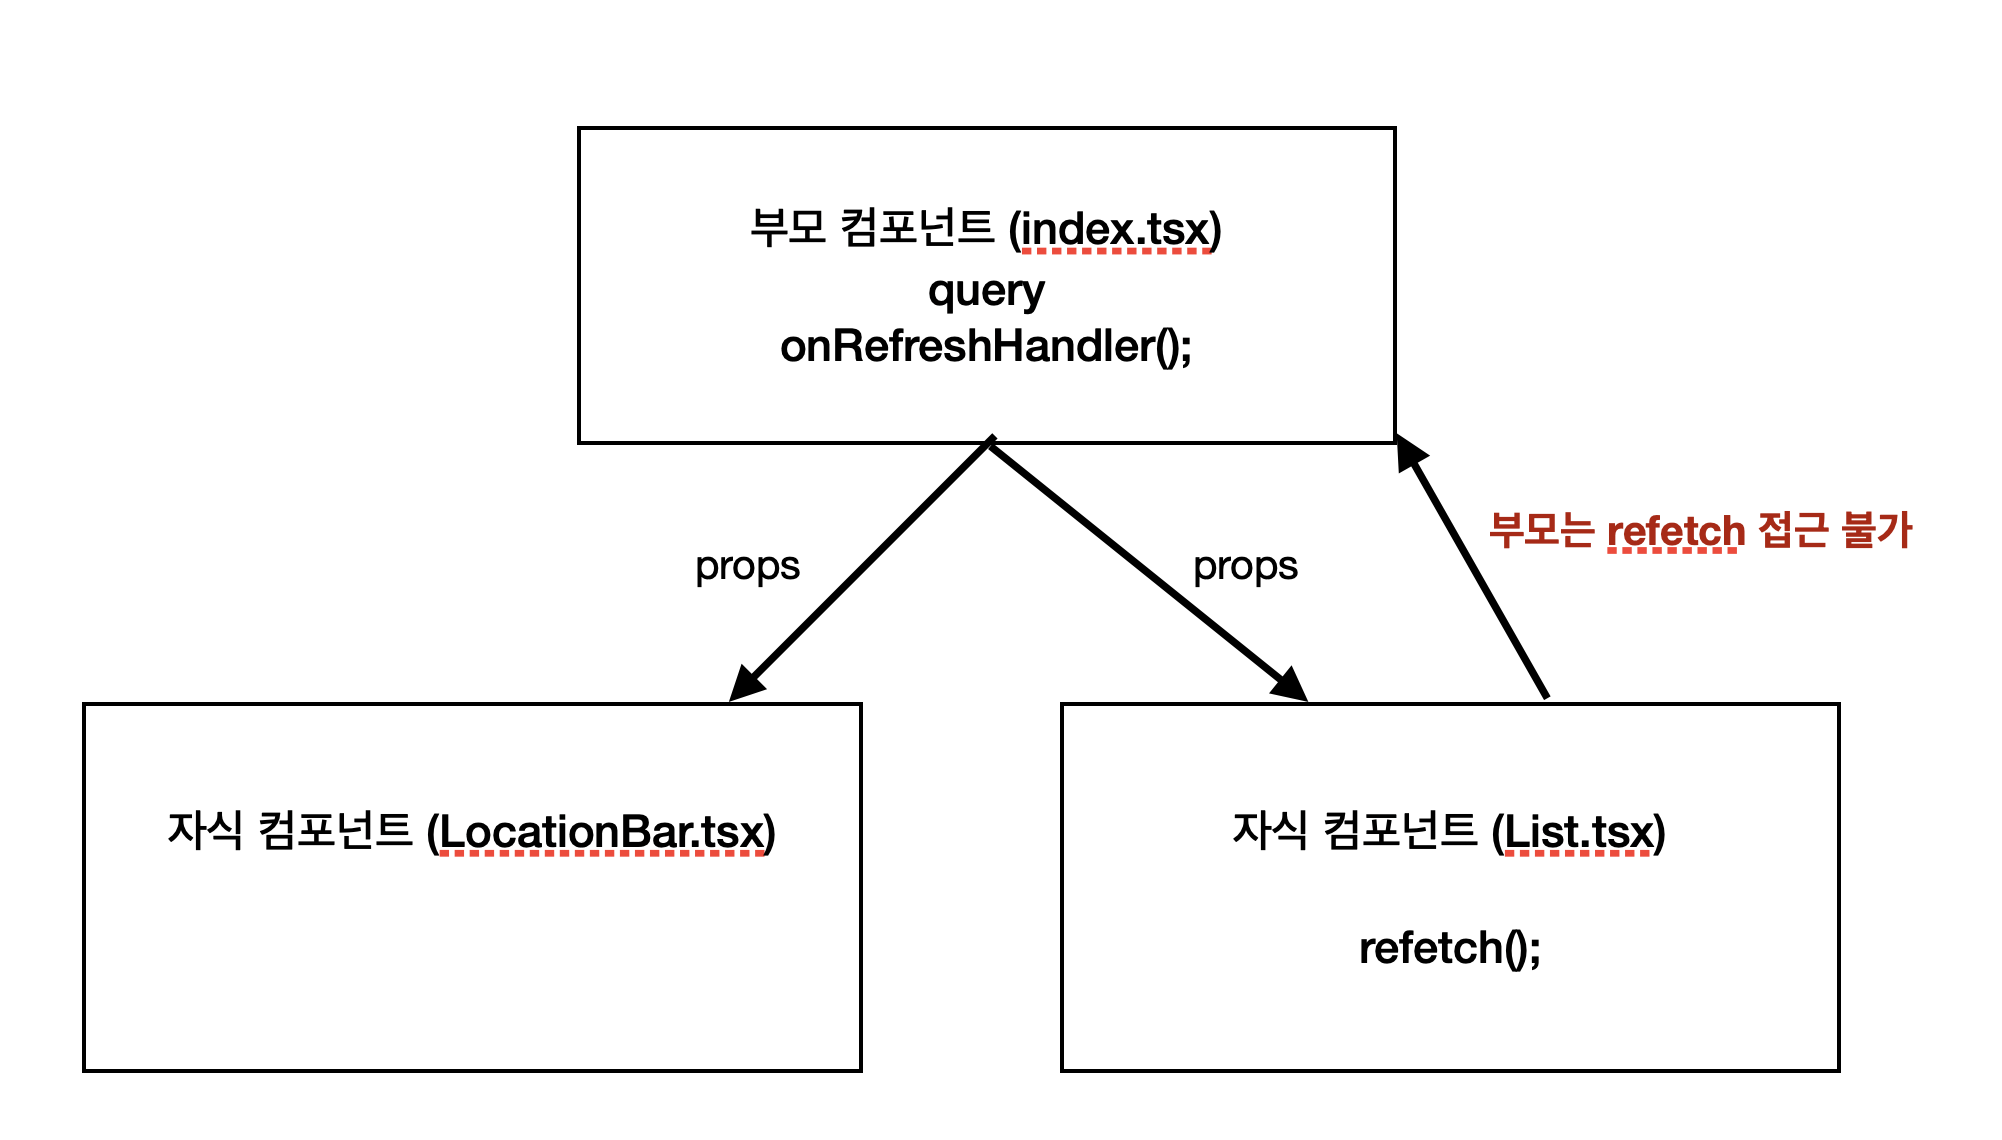 부모 컴포넌트 (index.tsx)
query
onRefreshHandler();
부모는 refetch 접근 불가
props
props
자식 컴포넌트 (LocationBar.tsx)
자식 컴포넌트 (List.tsx)
refetch();